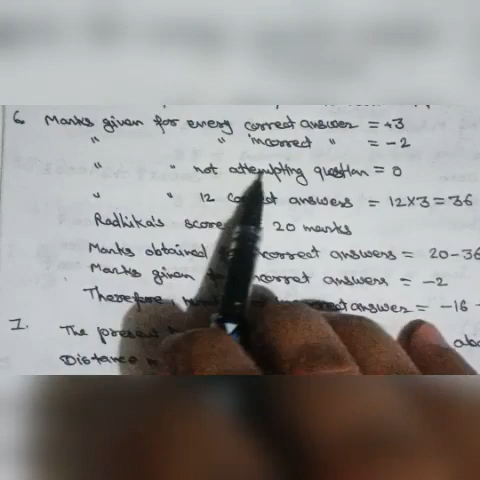 6. Marks given for every correct answer = +3
" " incorrect " = -2
" " not attempting question = 0
" " 12 correct answers = 12×3 = 36
Radhika's score 20 marks
Marks obtained incorrect answers = 20-36
Marks given incorrect answers = -2
Therefore, incorrect answer = -16
7. The present
Distance